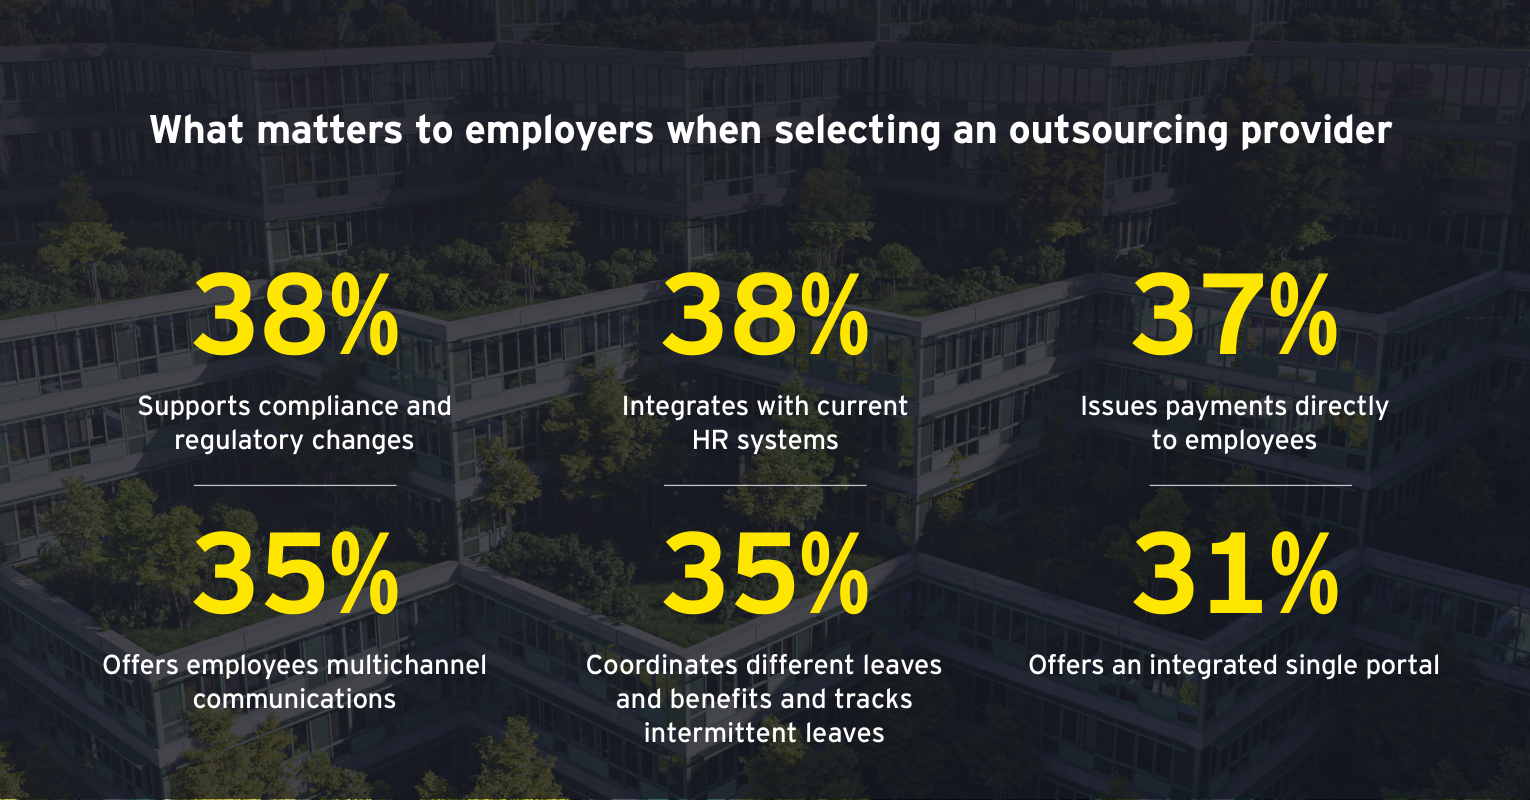 What matters to employers when selecting an outsourcing provider
38%
Supports compliance and
regulatory changes
38%
Integrates with current
HR systems
37%
Issues payments directly
to employees
35%
Offers employees multichannel
communications
35%
Coordinates different leaves
and benefits and tracks
intermittent leaves
31%
Offers an integrated single portal